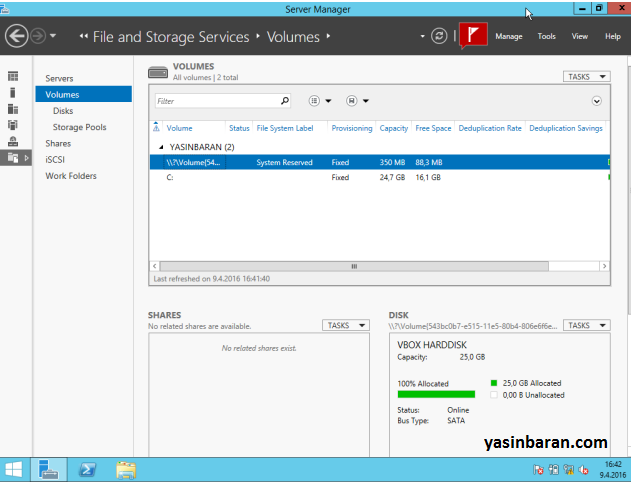 Server Manager
File and Storage Services ‣ Volumes ‣
Manage Tools View Help
Servers
Volumes
Disks
Storage Pools
Shares
iSCSI
Work Folders
VOLUMES
All volumes | 2 total
TASKS
Filter
Volume Status File System Label Provisioning Capacity Free Space Deduplication Rate Deduplication Savings
YASINBARAN (2)
\\?\Volume{54... System Reserved Fixed 350 MB 88,3 MB
C: Fixed 24,7 GB 16,1 GB
Last refreshed on 9.4.2016 16:41:40
SHARES
No related shares are available.
TASKS
No related shares exist.
DISK
\\?\Volume{543bc0b7-e515-11e5-80b4-806e6f6e...
TASKS
VBOX HARDDISK
Capacity: 25,0 GB
100% Allocated
25,0 GB Allocated
0,00 B Unallocated
Status: Online
Bus Type: SATA
yasinbaran.com
16:42
9.4.2016